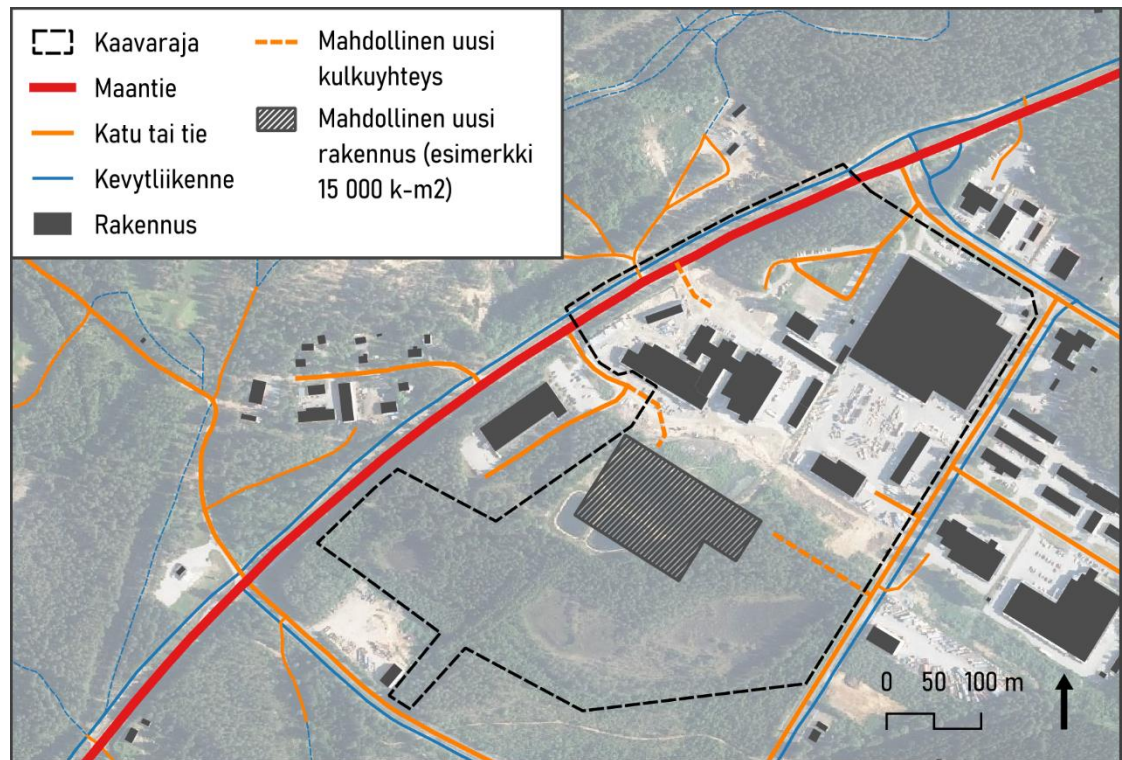 Kaavaraja
Maantie
Katu tai tie
Kevytliikenne
Rakennus
Mahdollinen uusi
kulkuyhteys
Mahdollinen uusi
rakennus (esimerkki
15 000 k-m2)
0 50 100 m